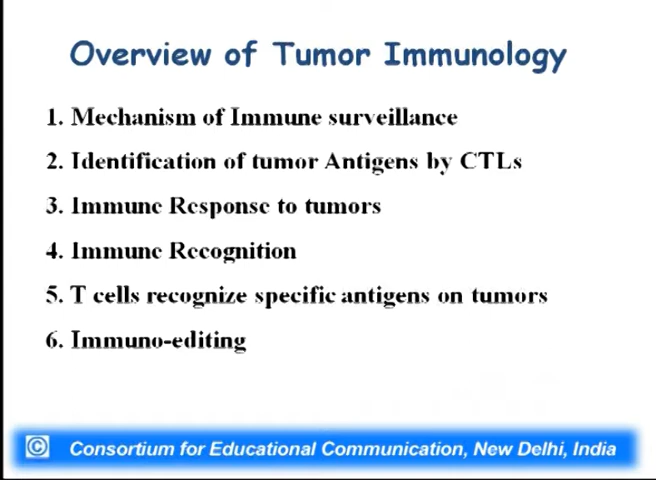 Overview of Tumor Immunology
1. Mechanism of Immune surveillance
2. Identification of tumor Antigens by CTLs
3. Immune Response to tumors
4. Immune Recognition
5. T cells recognize specific antigens on tumors
6. Immuno-editing
© Consortium for Educational Communication, New Delhi, India